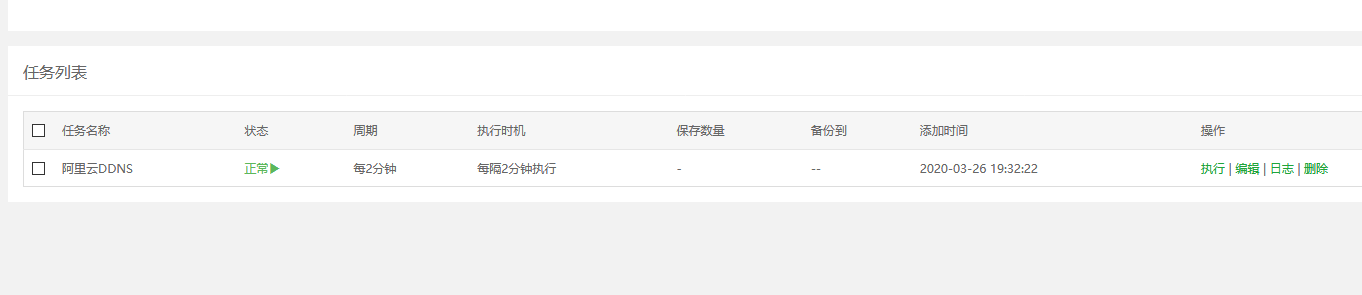 任务列表
任务名称 状态 周期 执行时机 保存数量 备份到 添加时间 操作
阿里云DDNS 正常▶ 每2分钟 每隔2分钟执行 - -- 2020-03-26 19:32:22 执行 | 编辑 | 日志 | 删除